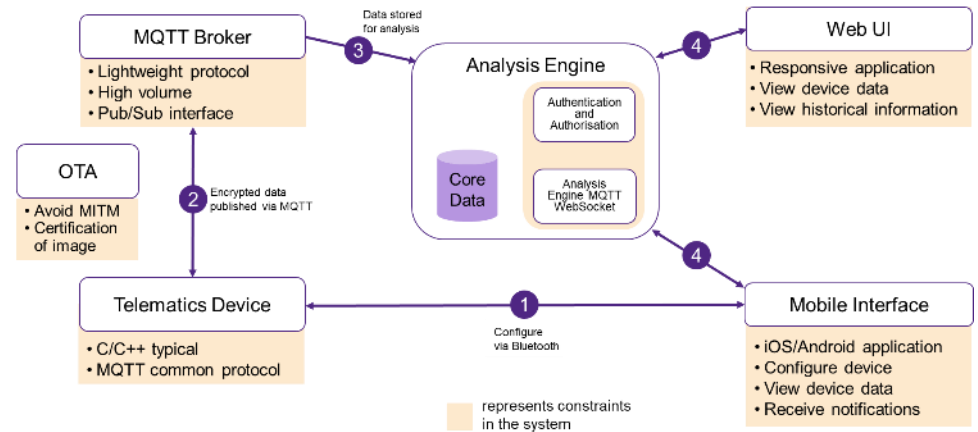 MQTT Broker
• Lightweight protocol
• High volume
• Pub/Sub interface
3
Data stored
for analysis
Analysis Engine
Authentication
and
Authorisation
Core
Data
Analysis
Engine MQTT
WebSocket
4
Web UI
• Responsive application
• View device data
• View historical information
OTA
• Avoid MITM
• Certification
of image
2
Encrypted data
published via MQTT
4
Telematics Device
• C/C++ typical
• MQTT common protocol
1
Configure
via Bluetooth
Mobile Interface
• iOS/Android application
• Configure device
• View device data
• Receive notifications
represents constraints
in the system